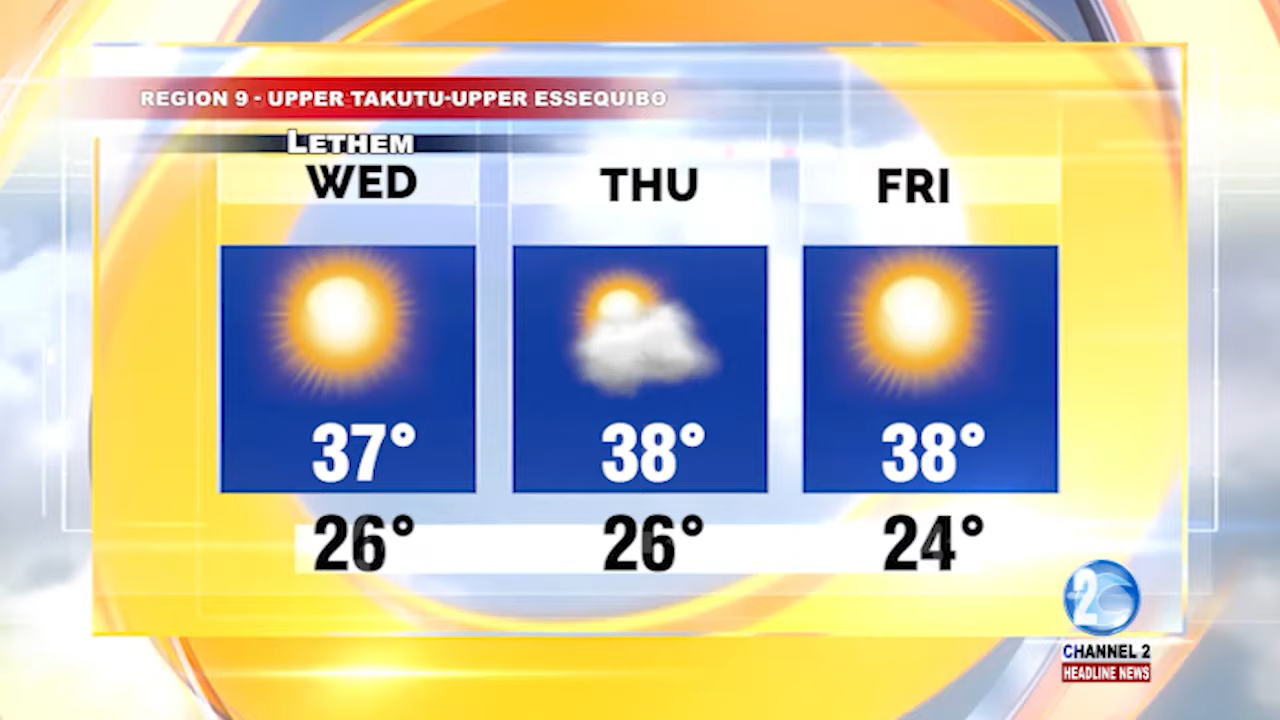 REGION 9 - UPPER TAKUTU-UPPER ESSEQUIBO
LETHEM
WED THU FRI
37° 38° 38°
26° 26° 24°
2
CHANNEL 2
HEADLINE NEWS